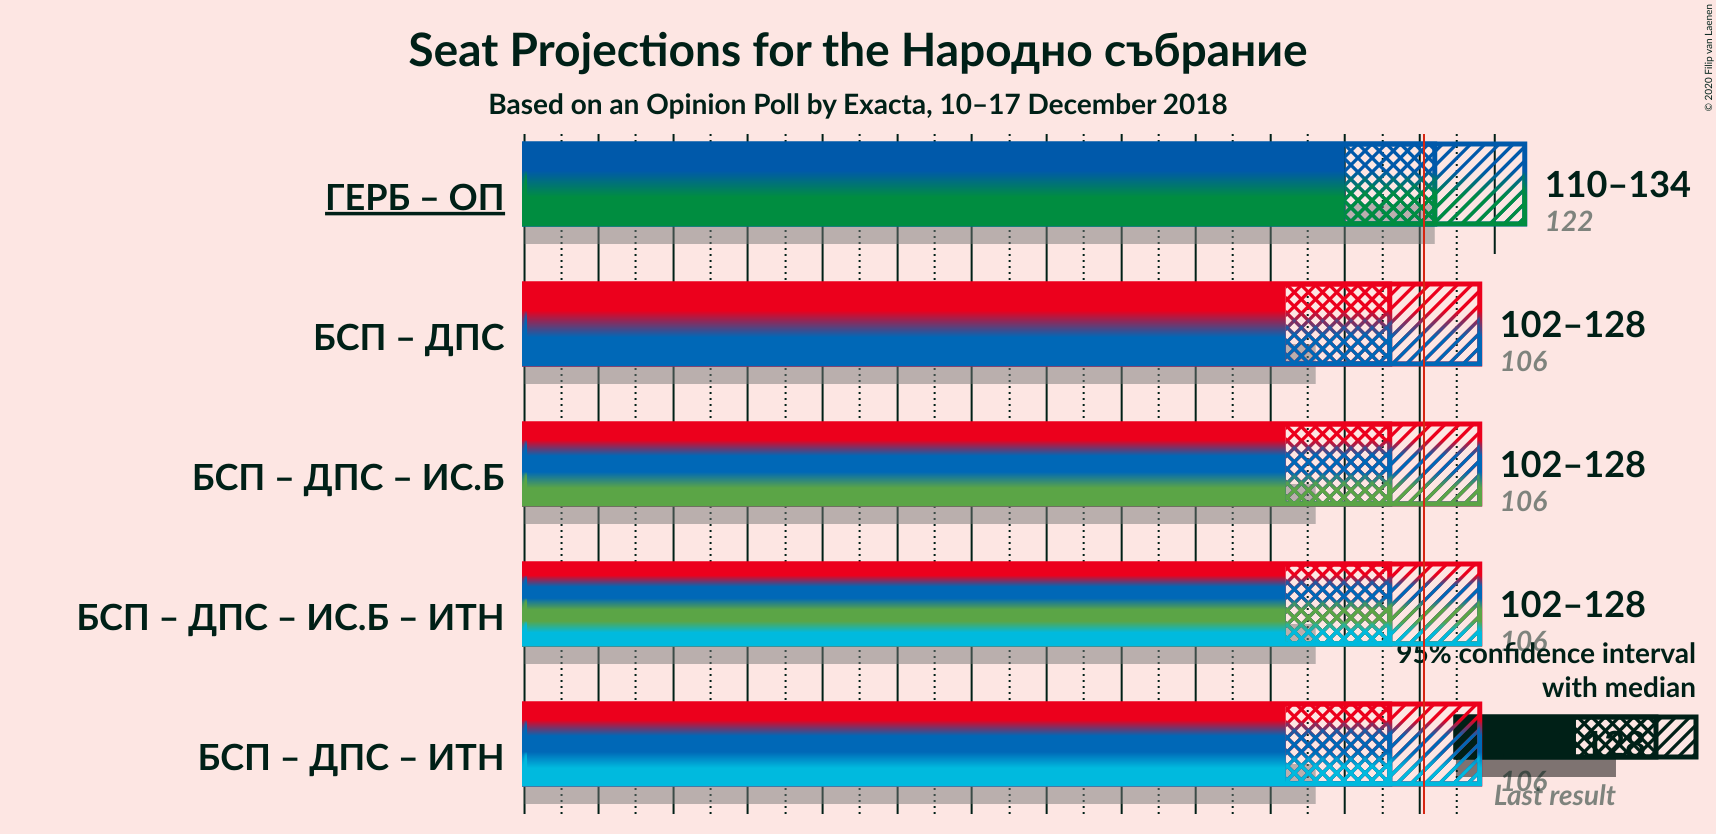 Seat Projections for the Народно събрание
Based on an Opinion Poll by Exacta, 10–17 December 2018
© 2020 Filip van Laenen
ГЕРБ – ОП
110–134
122
БСП – ДПС
102–128
106
БСП – ДПС – ИС.Б
102–128
106
БСП – ДПС – ИС.Б – ИТН
102–128
106
95% confidence interval
with median
БСП – ДПС – ИТН
106
Last result